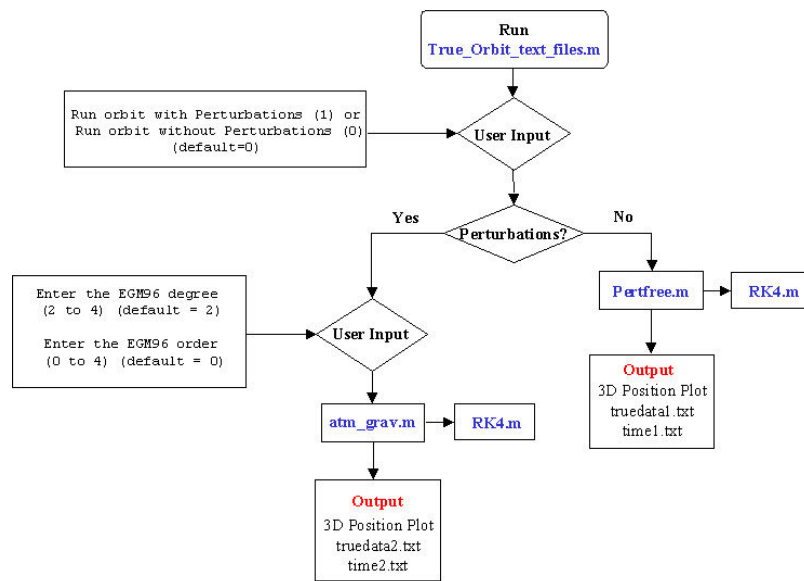 Run
True_Orbit_text_files.m
Run orbit with Perturbations (1) or
Run orbit without Perturbations (0)
(default=0)
User Input
Yes
Perturbations?
No
Enter the EGM96 degree
(2 to 4) (default = 2)
Enter the EGM96 order
(0 to 4) (default = 0)
User Input
Pertfree.m
RK4.m
Output
3D Position Plot
truedata1.txt
time1.txt
atm_grav.m
RK4.m
Output
3D Position Plot
truedata2.txt
time2.txt